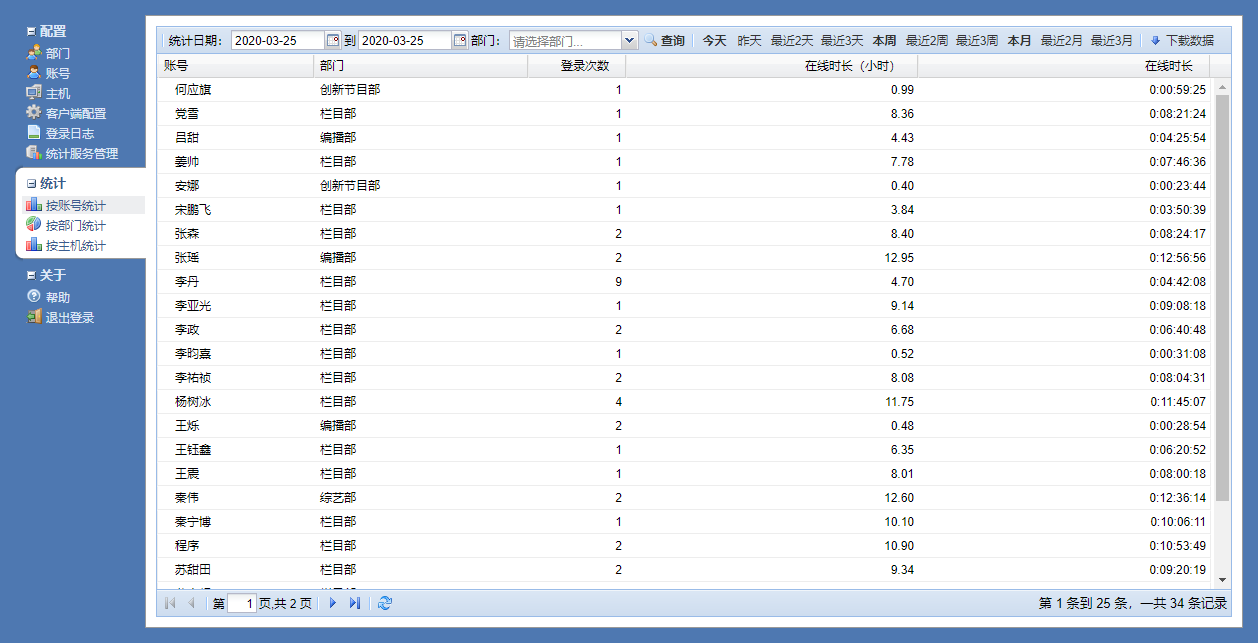 配置
部门
账号
主机
客户端配置
登录日志
统计服务管理
统计
按账号统计
按部门统计
按主机统计
关于
帮助
退出登录
统计日期: 2020-03-25 到 2020-03-25 部门: 请选择部门... 查询 今天 昨天 最近2天 最近3天 本周 最近2周 最近3周 本月 最近2月 最近3月 下载数据
账号 部门 登录次数 在线时长（小时） 在线时长
何应旗 创新节目部 1 0.99 0:00:59:25
党雪 栏目部 1 8.36 0:08:21:24
吕甜 编播部 1 4.43 0:04:25:54
姜帅 栏目部 1 7.78 0:07:46:36
安娜 创新节目部 1 0.40 0:00:23:44
宋鹏飞 栏目部 1 3.84 0:03:50:39
张森 栏目部 2 8.40 0:08:24:17
张瑶 编播部 2 12.95 0:12:56:56
李丹 栏目部 9 4.70 0:04:42:08
李亚光 栏目部 1 9.14 0:09:08:18
李政 栏目部 2 6.68 0:06:40:48
李昀熹 栏目部 1 0.52 0:00:31:08
李祐祯 栏目部 2 8.08 0:08:04:31
杨树冰 栏目部 4 11.75 0:11:45:07
王烁 编播部 2 0.48 0:00:28:54
王钰鑫 栏目部 1 6.35 0:06:20:52
王震 栏目部 1 8.01 0:08:00:18
秦伟 综艺部 2 12.60 0:12:36:14
秦宁博 栏目部 1 10.10 0:10:06:11
程序 栏目部 2 10.90 0:10:53:49
苏甜田 栏目部 2 9.34 0:09:20:19
第 1 页,共 2 页 第 1 条到 25 条，一共 34 条记录